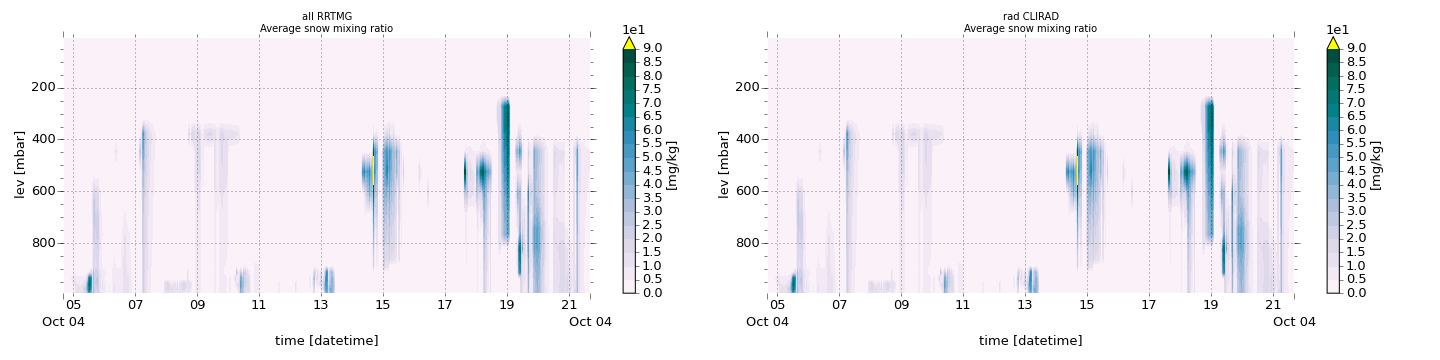 all RRTMG
Average snow mixing ratio
1e1
9.0
8.5
8.0
7.5
7.0
6.5
6.0
5.5
5.0
4.5
4.0
3.5
3.0
2.5
2.0
1.5
1.0
0.5
0.0
[mg/kg]
lev [mbar]
200
400
600
800
05 07 09 11 13 15 17 19 21
Oct 04 Oct 04
time [datetime]
rad CLIRAD
Average snow mixing ratio
1e1
9.0
8.5
8.0
7.5
7.0
6.5
6.0
5.5
5.0
4.5
4.0
3.5
3.0
2.5
2.0
1.5
1.0
0.5
0.0
[mg/kg]
lev [mbar]
200
400
600
800
05 07 09 11 13 15 17 19 21
Oct 04 Oct 04
time [datetime]